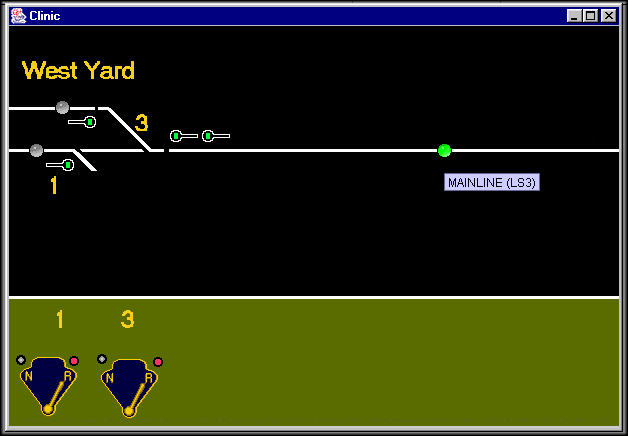 Clinic
West Yard
3
1
MAINLINE (LS3)
1 3
N R N R